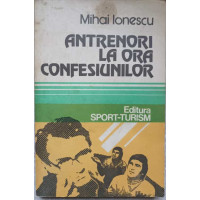 Mihai Ionescu
ANTRENORI
LA ORA
CONFESIUNILOR
Editura
SPORT-TURISM